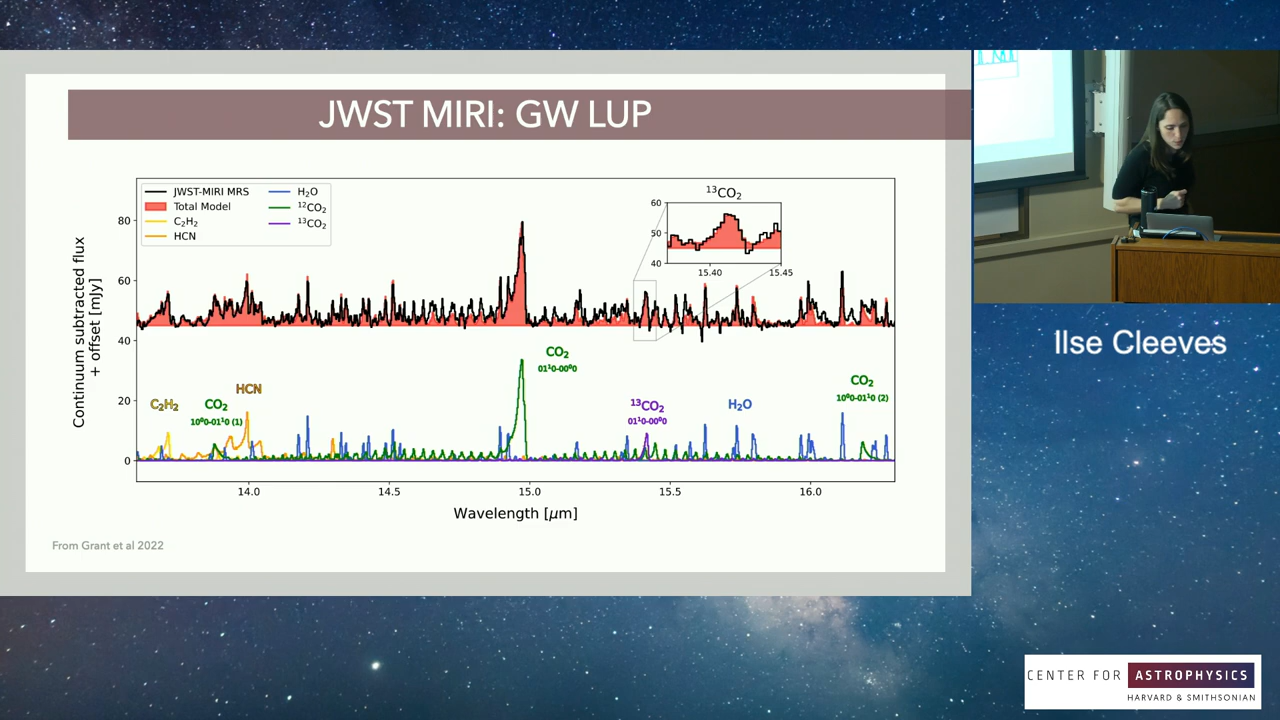 JWST MIRI: GW LUP
Continuum subtracted flux
+ offset [mJy]
JWST-MIRI MRS
Total Model
C₂H₂
HCN
H₂O
¹²CO₂
¹³CO₂
80
60
40
20
0
¹³CO₂
60
50
40
15.40
15.45
C₂H₂
CO₂
10⁰0-01¹0 (1)
HCN
CO₂
01¹0-00⁰0
¹³CO₂
01¹0-00⁰0
H₂O
CO₂
10⁰0-01¹0 (2)
14.0
14.5
15.0
15.5
16.0
Wavelength [μm]
From Grant et al 2022
Ilse Cleeves
CENTER FOR ASTROPHYSICS
HARVARD & SMITHSONIAN